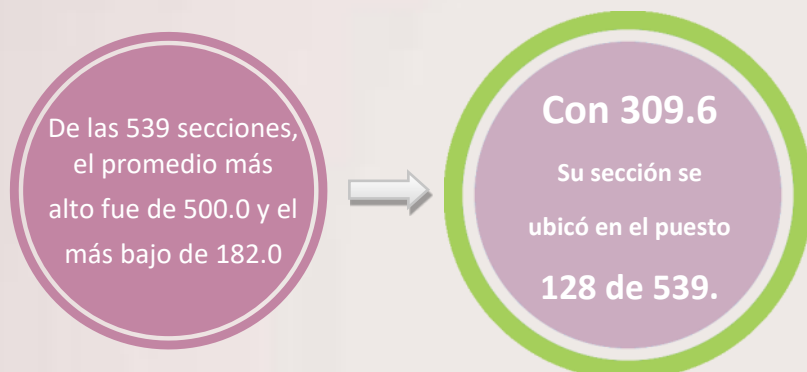 De las 539 secciones,
el promedio más
alto fue de 500.0 y el
más bajo de 182.0
Con 309.6
Su sección se
ubicó en el puesto
128 de 539.